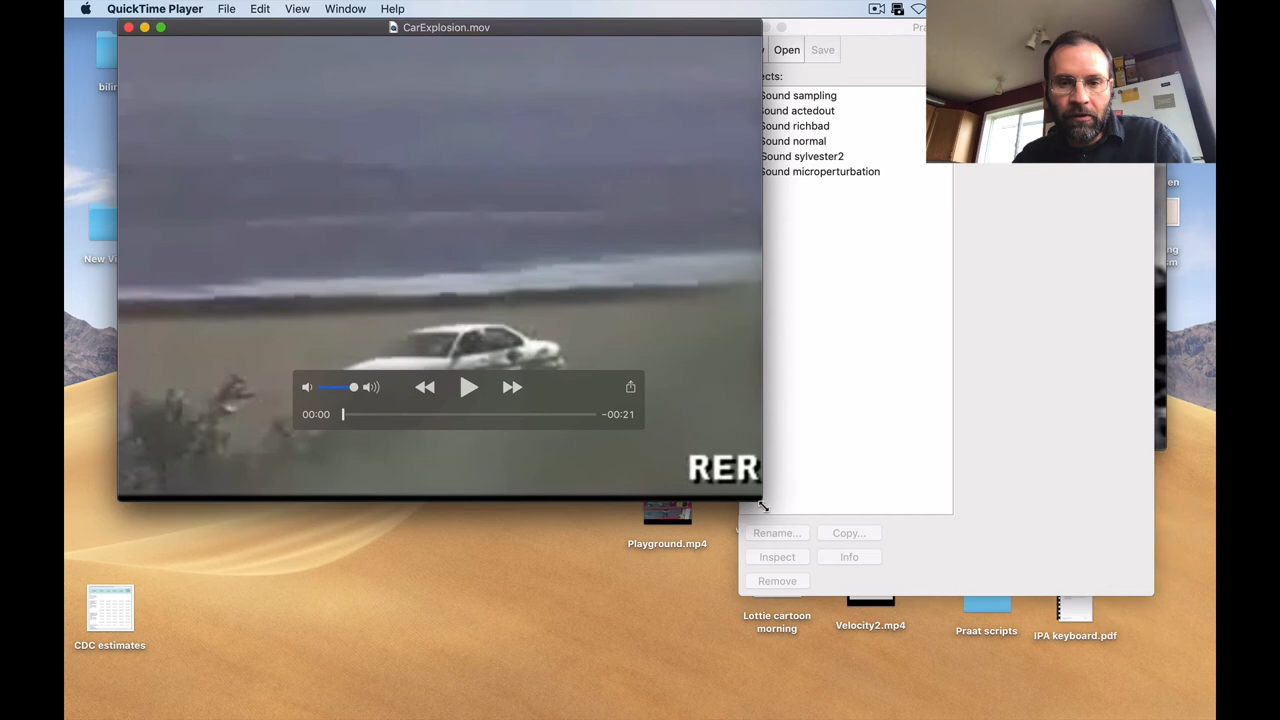 QuickTime Player File Edit View Window Help
CarExplosion.mov
Open Save
Sound sampling
Sound actedout
Sound richbad
Sound normal
Sound sylvester2
Sound microperturbation
00:00 -00:21
RER
Rename... Copy...
Inspect Info
Remove
Playground.mp4
CDC estimates
Lottie cartoon
morning
Velocity2.mp4
Praat scripts
IPA keyboard.pdf